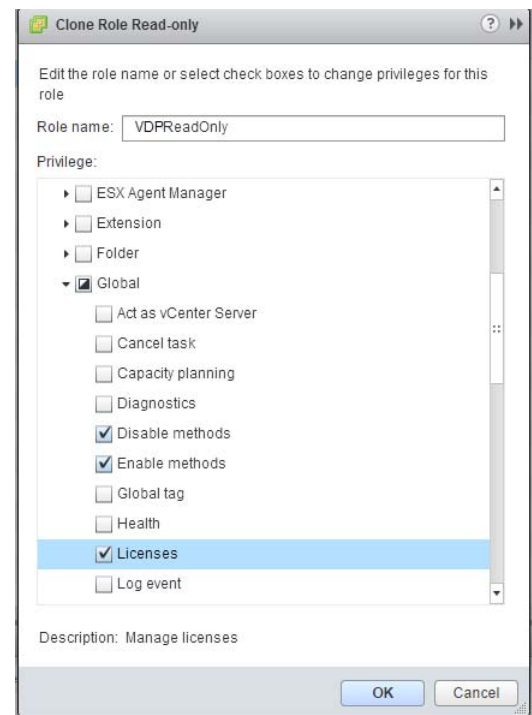 Clone Role Read-only
?
Edit the role name or select check boxes to change privileges for this
role
Role name: VDPReadOnly
Privilege:
ESX Agent Manager
Extension
Folder
Global
Act as vCenter Server
Cancel task
Capacity planning
Diagnostics
Disable methods
Enable methods
Global tag
Health
Licenses
Log event
Description: Manage licenses
OK Cancel